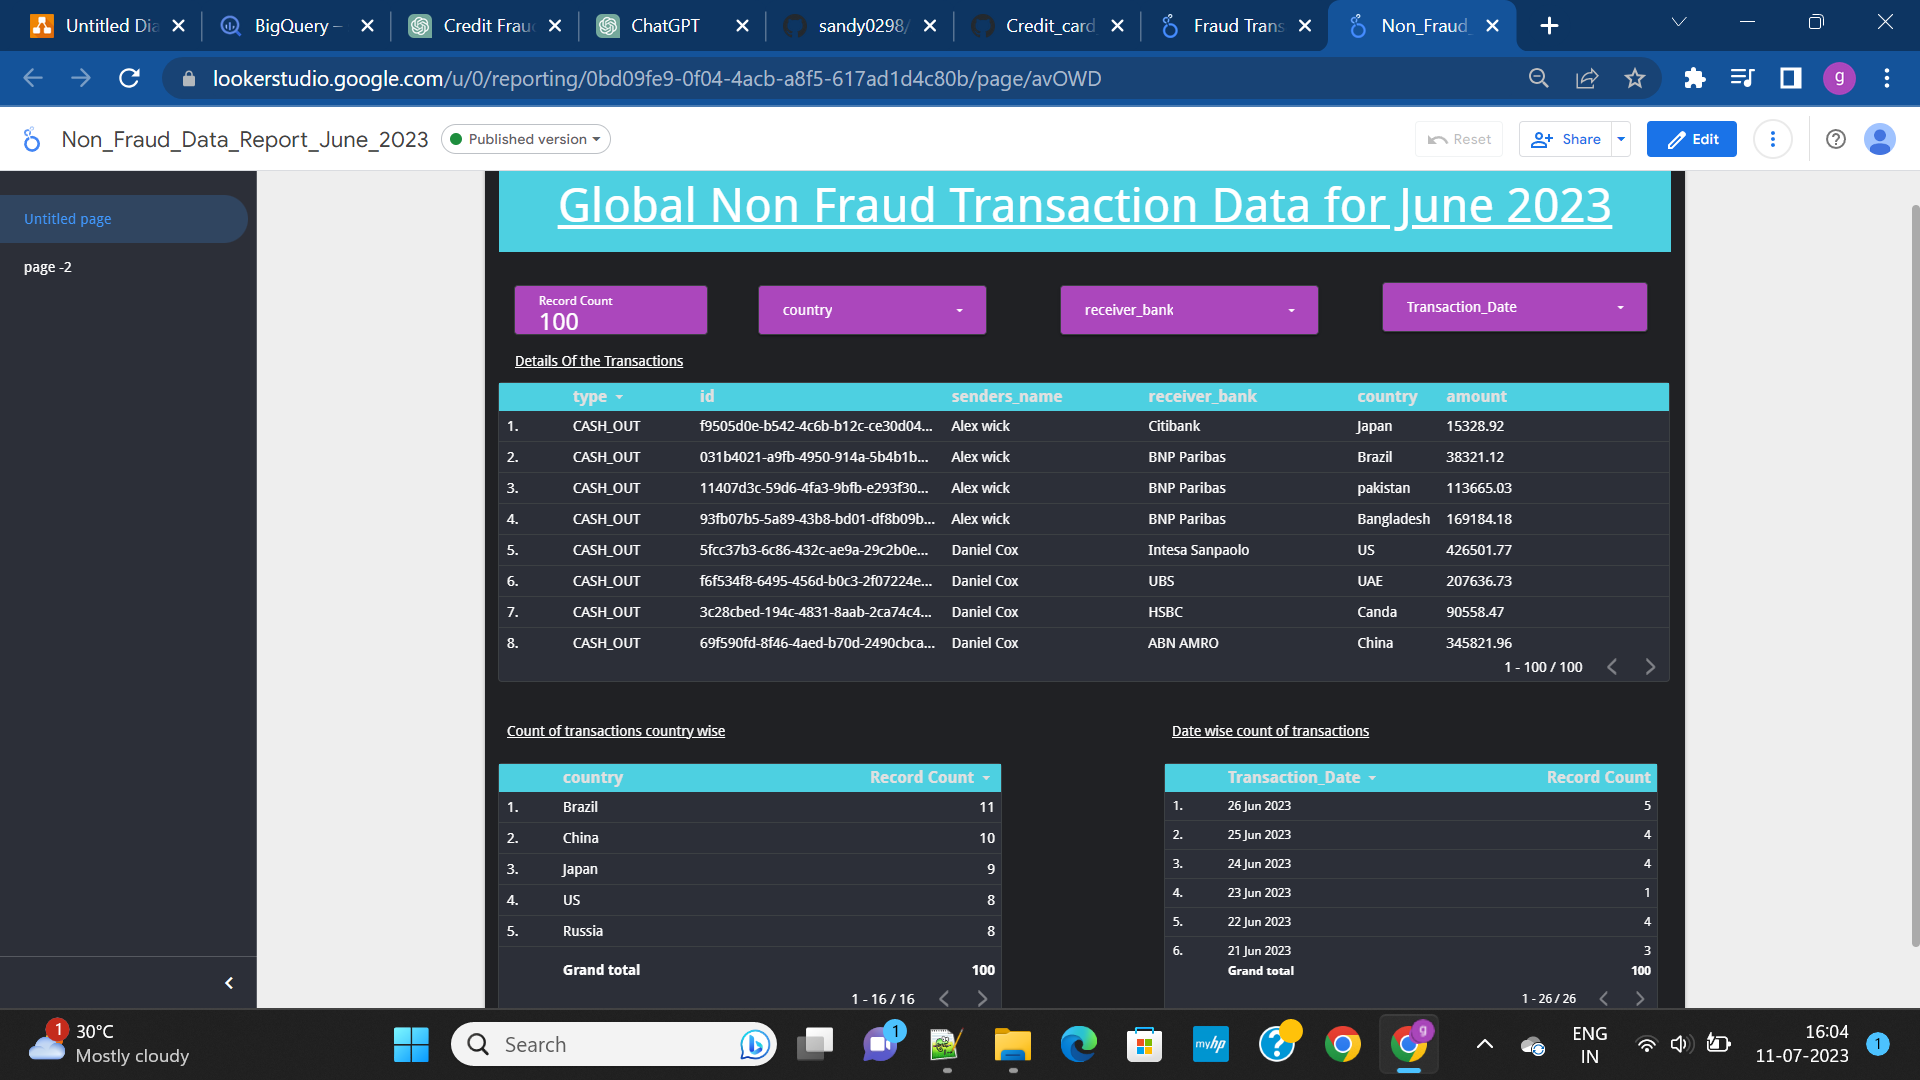 Untitled Dia
BigQuery –
Credit Frau
ChatGPT
sandy0298/
Credit_card_
Fraud Trans
Non_Fraud_
lookerstudio.google.com/u/0/reporting/0bd09fe9-0f04-4acb-a8f5-617ad1d4c80b/page/avOWD
g
Non_Fraud_Data_Report_June_2023
Published version
Reset
Share
Edit
Untitled page
page -2
Global Non Fraud Transaction Data for June 2023
Record Count
100
country
receiver_bank
Transaction_Date
Details Of the Transactions
type id senders_name receiver_bank country amount
1. CASH_OUT f9505d0e-b542-4c6b-b12c-ce30d04... Alex wick Citibank Japan 15328.92
2. CASH_OUT 031b4021-a9fb-4950-914a-5b4b1b... Alex wick BNP Paribas Brazil 38321.12
3. CASH_OUT 11407d3c-59d6-4fa3-9bfb-e293f30... Alex wick BNP Paribas pakistan 113665.03
4. CASH_OUT 93fb07b5-5a89-43b8-bd01-df8b09b... Alex wick BNP Paribas Bangladesh 169184.18
5. CASH_OUT 5fcc37b3-6c86-432c-ae9a-29c2b0e... Daniel Cox Intesa Sanpaolo US 426501.77
6. CASH_OUT f6f534f8-6495-456d-b0c3-2f07224e... Daniel Cox UBS UAE 207636.73
7. CASH_OUT 3c28cbed-194c-4831-8aab-2ca74c4... Daniel Cox HSBC Canda 90558.47
8. CASH_OUT 69f590fd-8f46-4aed-b70d-2490cbca... Daniel Cox ABN AMRO China 345821.96
1 - 100 / 100
Count of transactions country wise
country Record Count
1. Brazil 11
2. China 10
3. Japan 9
4. US 8
5. Russia 8
Grand total 100
1 - 16 / 16
Date wise count of transactions
Transaction_Date Record Count
1. 26 Jun 2023 5
2. 25 Jun 2023 4
3. 24 Jun 2023 4
4. 23 Jun 2023 1
5. 22 Jun 2023 4
6. 21 Jun 2023 3
Grand total 100
1 - 26 / 26
1
30°C
Mostly cloudy
Search
1
myhp
g
ENG
IN
16:04
11-07-2023
1